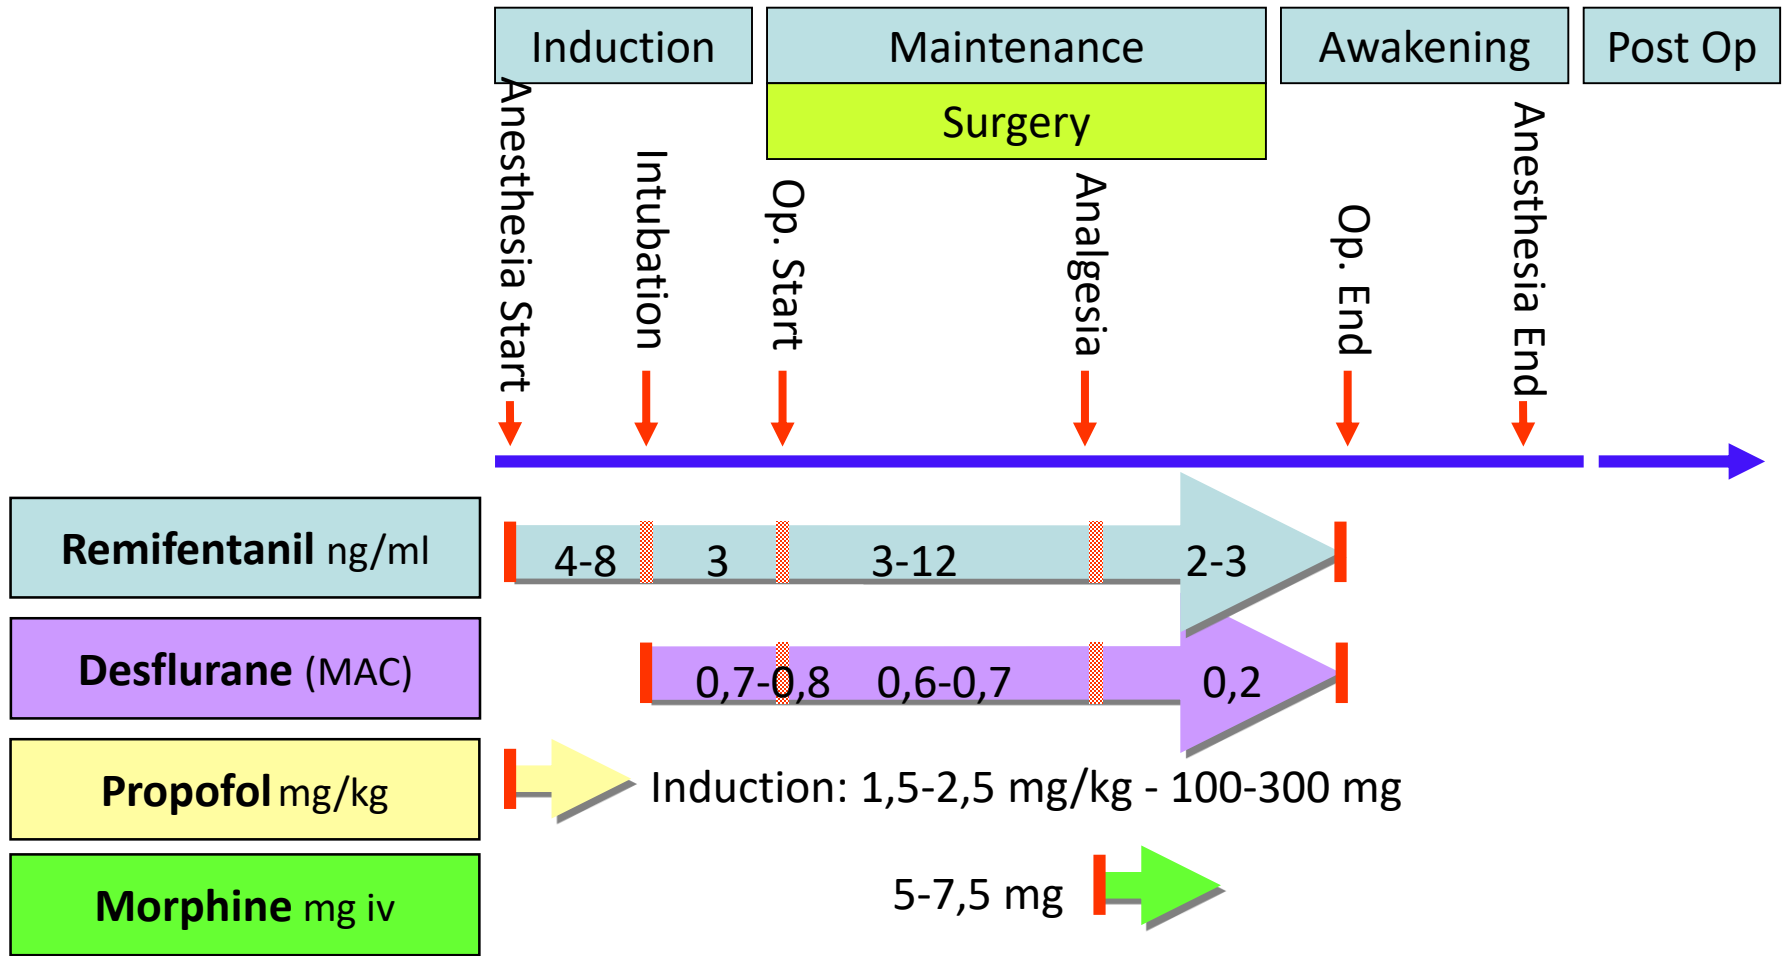 Induction
Maintenance
Awakening
Post Op
Surgery
Anesthesia Start
Intubation
Op. Start
Analgesia
Op. End
Anesthesia End
Remifentanil ng/ml
4-8
3
3-12
2-3
Desflurane (MAC)
0,7-0,8
0,6-0,7
0,2
Propofol mg/kg
Induction: 1,5-2,5 mg/kg - 100-300 mg
Morphine mg iv
5-7,5 mg